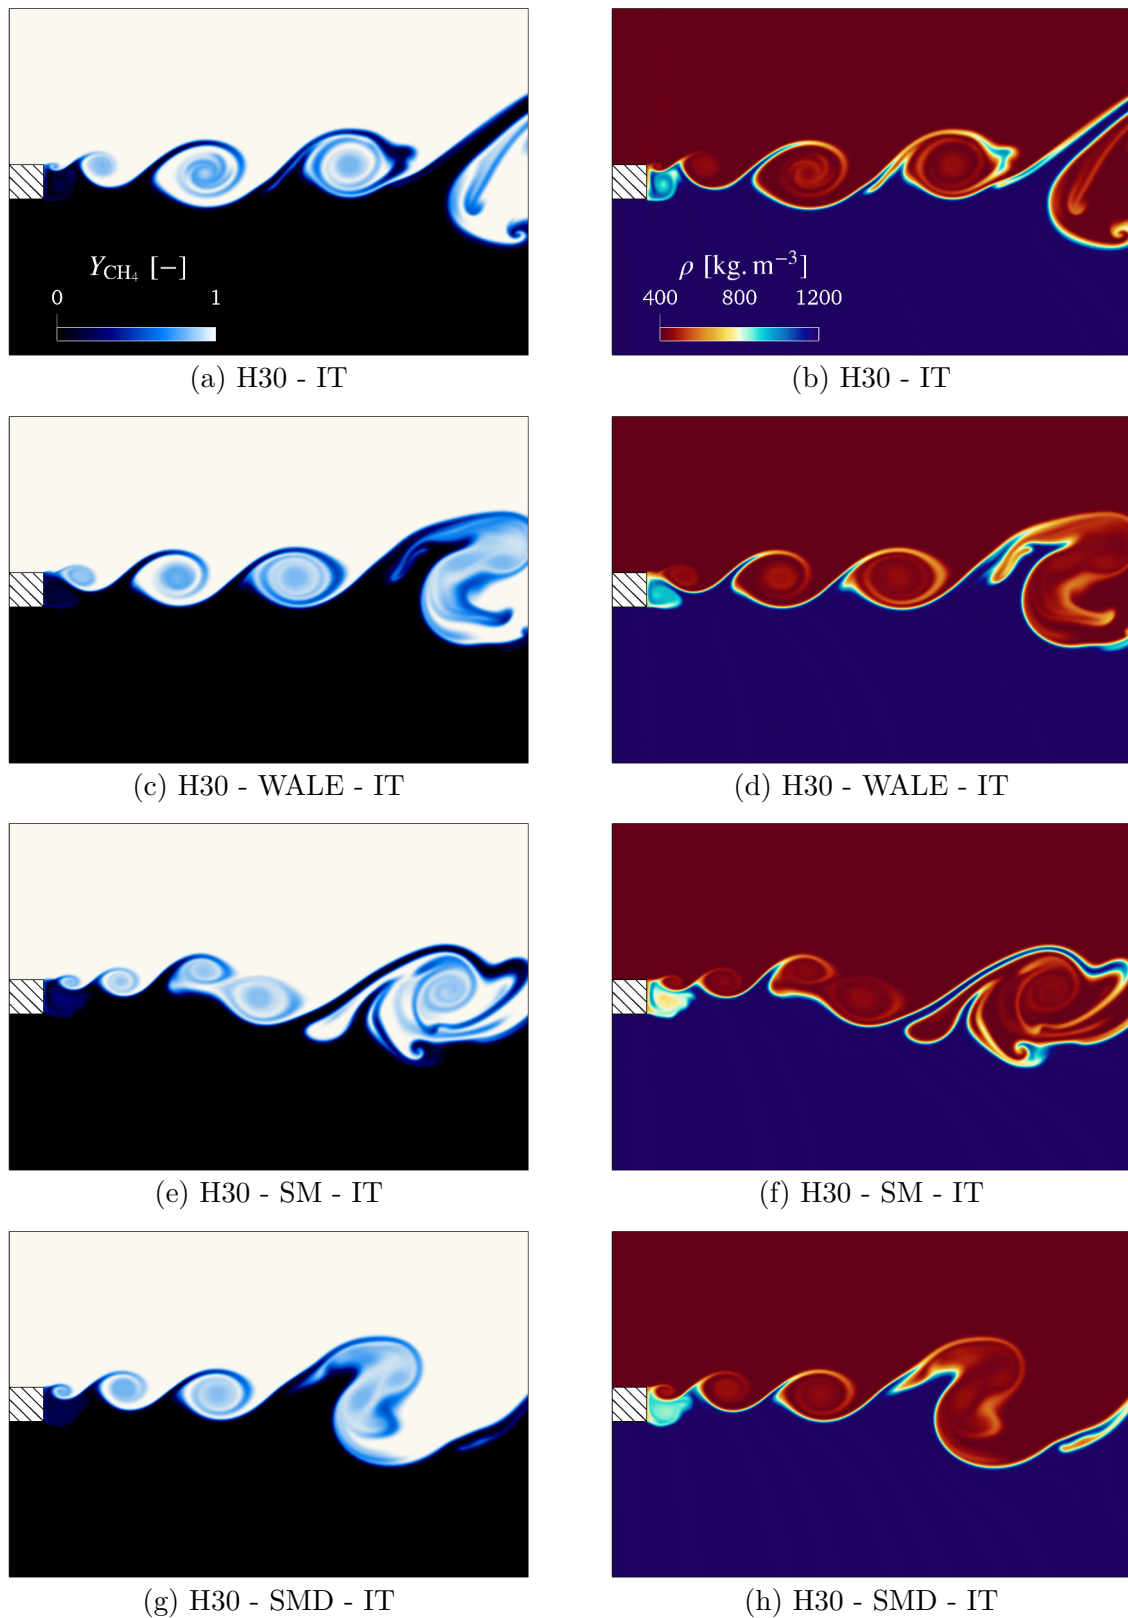 Y_CH₄ [−]
0 1
(a) H30 - IT
ρ [kg. m⁻³]
400 800 1200
(b) H30 - IT
(c) H30 - WALE - IT
(d) H30 - WALE - IT
(e) H30 - SM - IT
(f) H30 - SM - IT
(g) H30 - SMD - IT
(h) H30 - SMD - IT